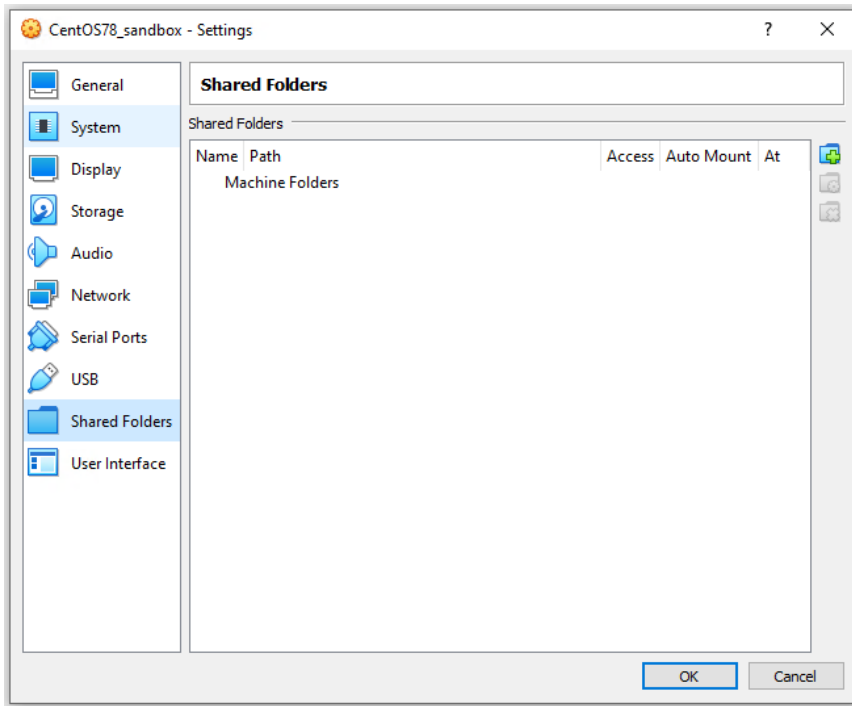 CentOS78_sandbox - Settings
?
General
System
Display
Storage
Audio
Network
Serial Ports
USB
Shared Folders
User Interface
Shared Folders
Shared Folders
Name Path Access Auto Mount At
Machine Folders
OK Cancel